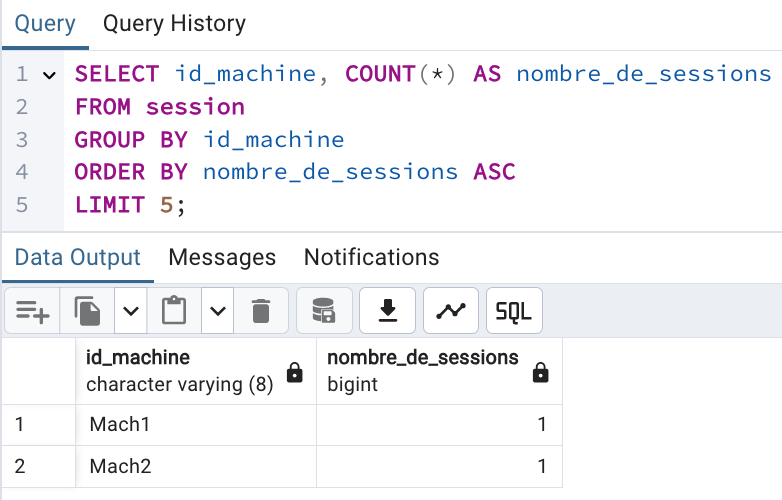 Query Query History
1 SELECT id_machine, COUNT(*) AS nombre_de_sessions
2 FROM session
3 GROUP BY id_machine
4 ORDER BY nombre_de_sessions ASC
5 LIMIT 5;
Data Output Messages Notifications
SQL
id_machine nombre_de_sessions
character varying (8) bigint
1 Mach1 1
2 Mach2 1